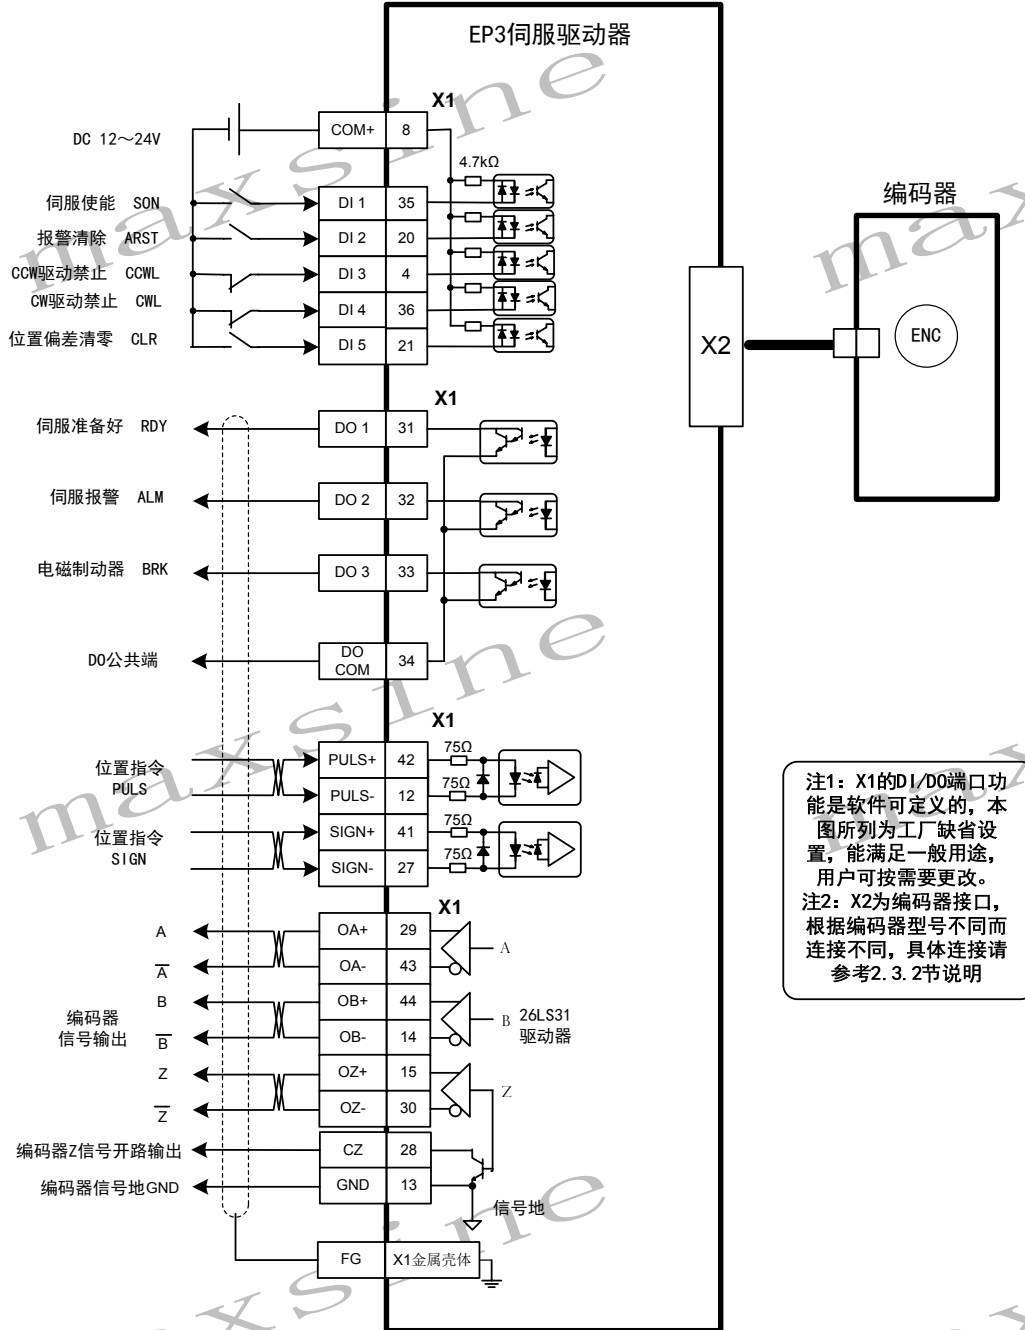 EP3伺服驱动器
X1
DC 12～24V
COM+ 8
4.7kΩ
伺服使能 SON DI 1 35
报警清除 ARST DI 2 20
CCW驱动禁止 CCWL DI 3 4
CW驱动禁止 CWL DI 4 36
位置偏差清零 CLR DI 5 21
编码器
X2
ENC
X1
伺服准备好 RDY DO 1 31
伺服报警 ALM DO 2 32
电磁制动器 BRK DO 3 33
DO公共端 DO COM 34
X1
位置指令
PULS
PULS+ 42 75Ω
PULS- 12 75Ω
位置指令
SIGN
SIGN+ 41 75Ω
SIGN- 27 75Ω
注1：X1的DI/DO端口功
能是软件可定义的，本
图所列为工厂缺省设
置，能满足一般用途，
用户可按需要更改。
注2：X2为编码器接口，
根据编码器型号不同而
连接不同，具体连接请
参考2.3.2节说明
X1
A OA+ 29 A
A̅ OA- 43
B OB+ 44 B
B̅ OB- 14
26LS31
驱动器
编码器
信号输出
Z OZ+ 15 Z
Z̅ OZ- 30
编码器Z信号开路输出 CZ 28
编码器信号地GND GND 13
信号地
FG X1金属壳体
maxsine
maxsine
maxsine